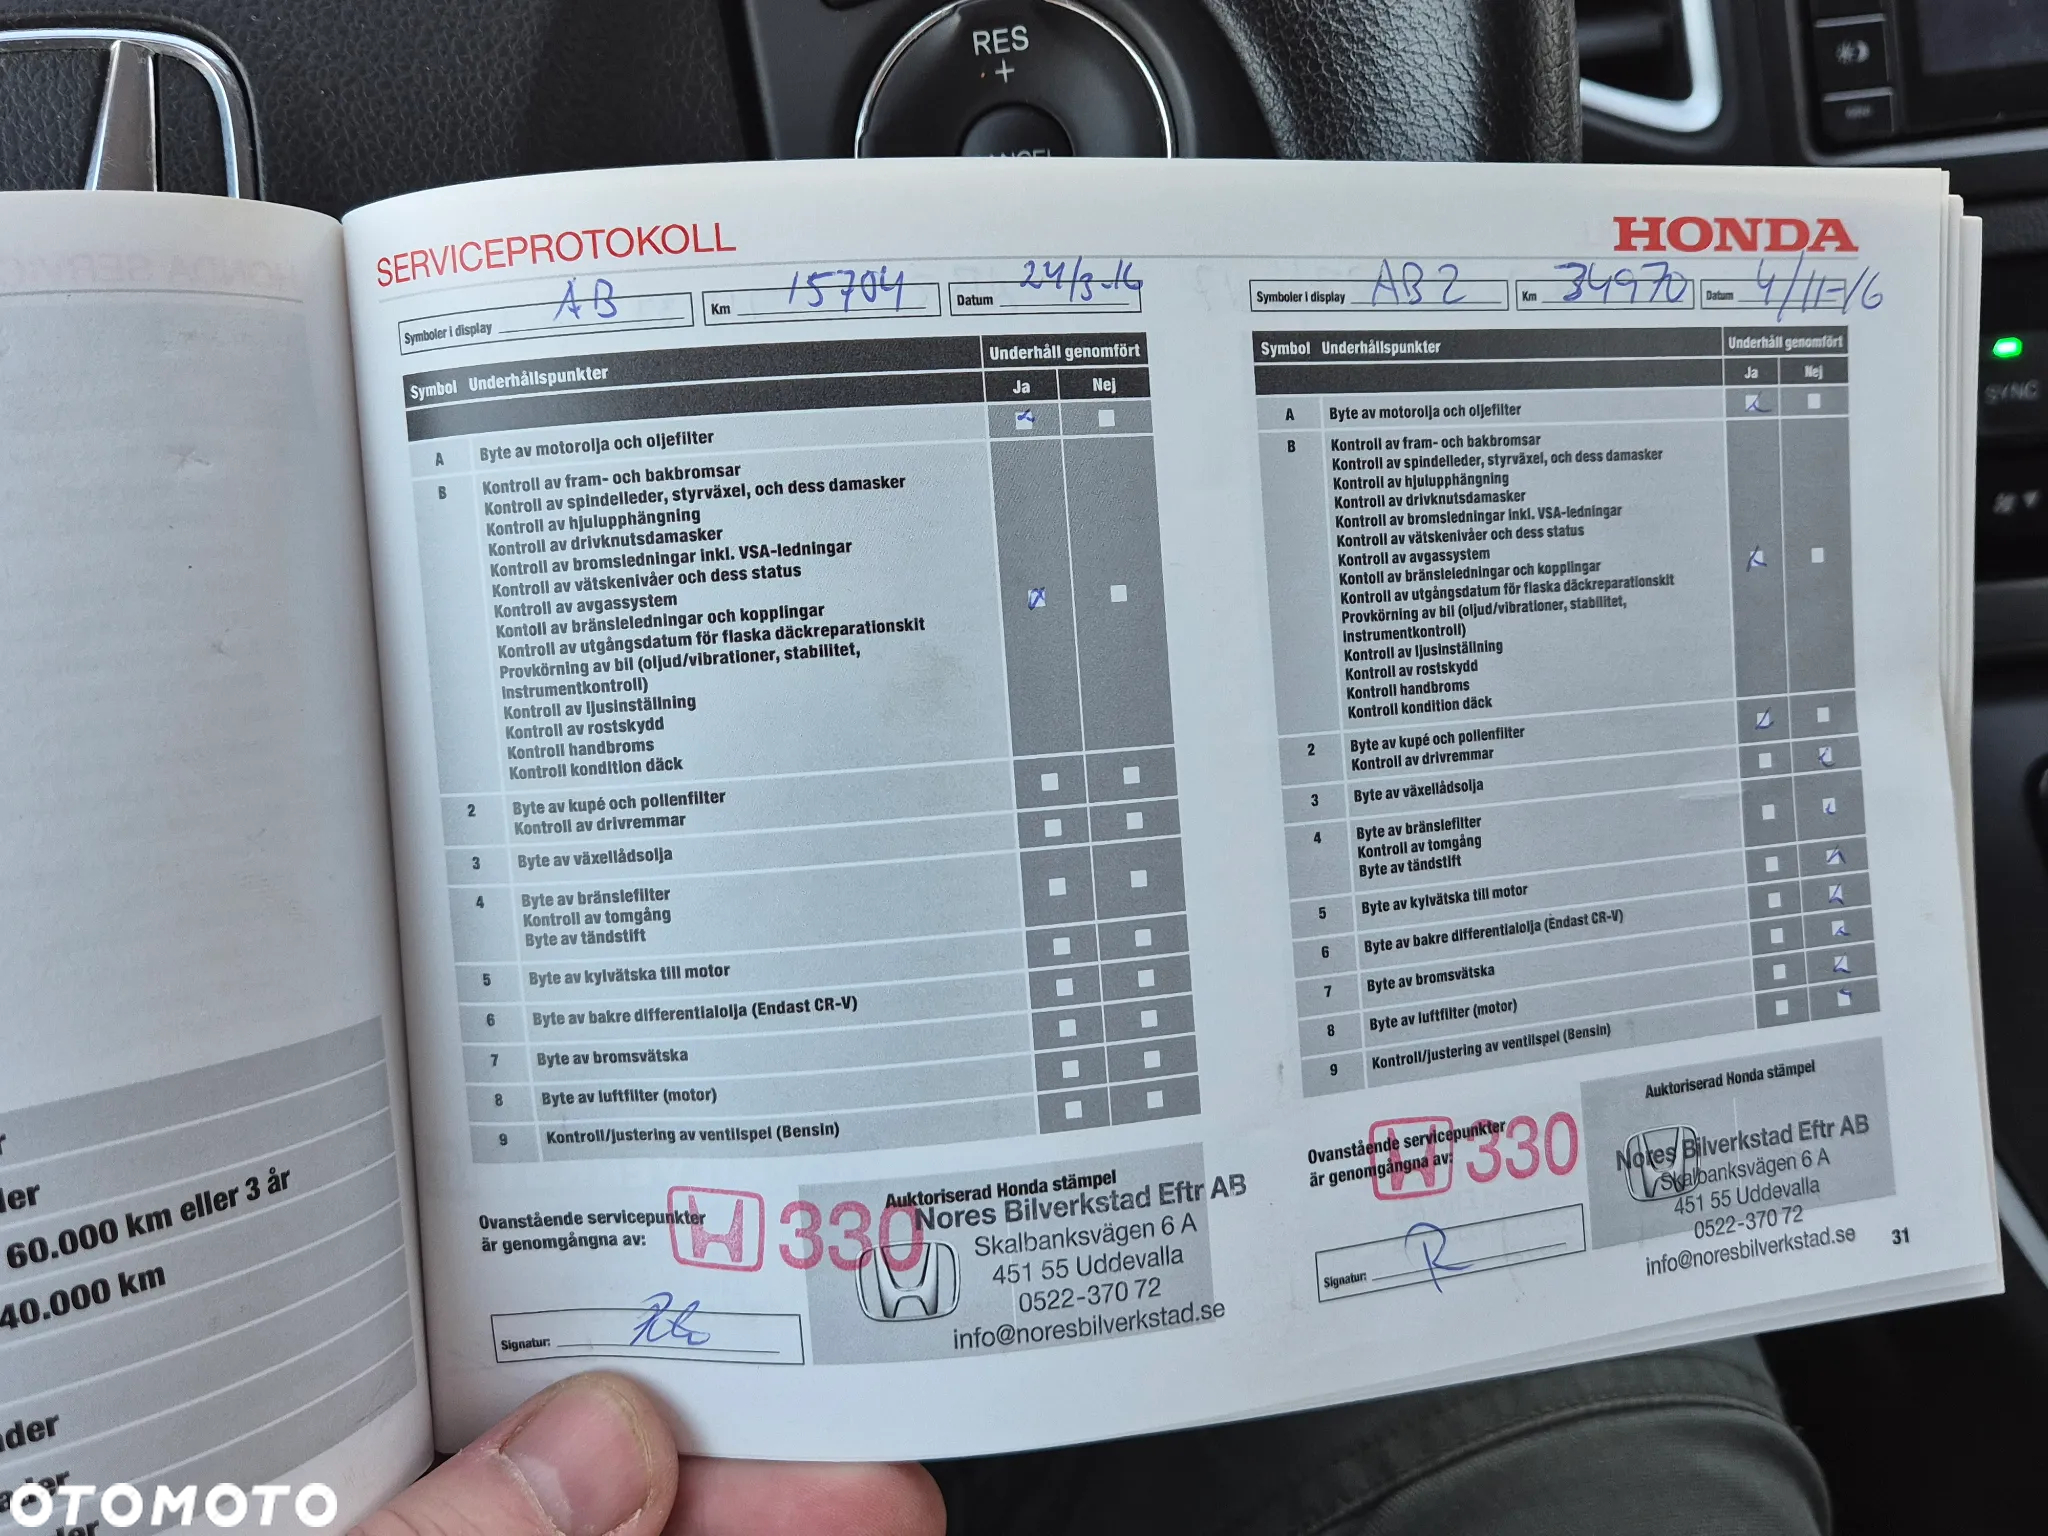 RES
+
CANCEL
SYNC
SERVICEPROTOKOLL
HONDA
Symboler i display AB
Km 15704
Datum 24/3-16
Symbol Underhållspunkter
Underhåll genomfört
Ja Nej
A Byte av motorolja och oljefilter
B Kontroll av fram- och bakbromsar
Kontroll av spindelleder, styrväxel, och dess damasker
Kontroll av hjulupphängning
Kontroll av drivknutsdamasker
Kontroll av bromsledningar inkl. VSA-ledningar
Kontroll av vätskenivåer och dess status
Kontroll av avgassystem
Kontoll av bränsleledningar och kopplingar
Kontroll av utgångsdatum för flaska däckreparationskit
Provkörning av bil (oljud/vibrationer, stabilitet,
Instrumentkontroll)
Kontroll av ljusinställning
Kontroll av rostskydd
Kontroll handbroms
Kontroll kondition däck
2 Byte av kupé och pollenfilter
Kontroll av drivremmar
3 Byte av växellådsolja
4 Byte av bränslefilter
Kontroll av tomgång
Byte av tändstift
5 Byte av kylvätska till motor
6 Byte av bakre differentialolja (Endast CR-V)
7 Byte av bromsvätska
8 Byte av luftfilter (motor)
9 Kontroll/justering av ventilspel (Bensin)
Ovanstående servicepunkter
är genomgångna av:
330
Auktoriserad Honda stämpel
Nores Bilverkstad Eftr AB
Skalbanksvägen 6 A
451 55 Uddevalla
0522-370 72
info@noresbilverkstad.se
Signatur:
Symboler i display AB2
Km 34970
Datum 4/11-16
Symbol Underhållspunkter
Underhåll genomfört
Ja Nej
A Byte av motorolja och oljefilter
B Kontroll av fram- och bakbromsar
Kontroll av spindelleder, styrväxel, och dess damasker
Kontroll av hjulupphängning
Kontroll av drivknutsdamasker
Kontroll av bromsledningar inkl. VSA-ledningar
Kontroll av vätskenivåer och dess status
Kontroll av avgassystem
Kontoll av bränsleledningar och kopplingar
Kontroll av utgångsdatum för flaska däckreparationskit
Provkörning av bil (oljud/vibrationer, stabilitet,
Instrumentkontroll)
Kontroll av ljusinställning
Kontroll av rostskydd
Kontroll handbroms
Kontroll kondition däck
2 Byte av kupé och pollenfilter
Kontroll av drivremmar
3 Byte av växellådsolja
4 Byte av bränslefilter
Kontroll av tomgång
Byte av tändstift
5 Byte av kylvätska till motor
6 Byte av bakre differentialolja (Endast CR-V)
7 Byte av bromsvätska
8 Byte av luftfilter (motor)
9 Kontroll/justering av ventilspel (Bensin)
Ovanstående servicepunkter
är genomgångna av:
330
Auktoriserad Honda stämpel
Nores Bilverkstad Eftr AB
Skalbanksvägen 6 A
451 55 Uddevalla
0522-370 72
info@noresbilverkstad.se
Signatur: R
31
60.000 km eller 3 år
40.000 km
OTOMOTO